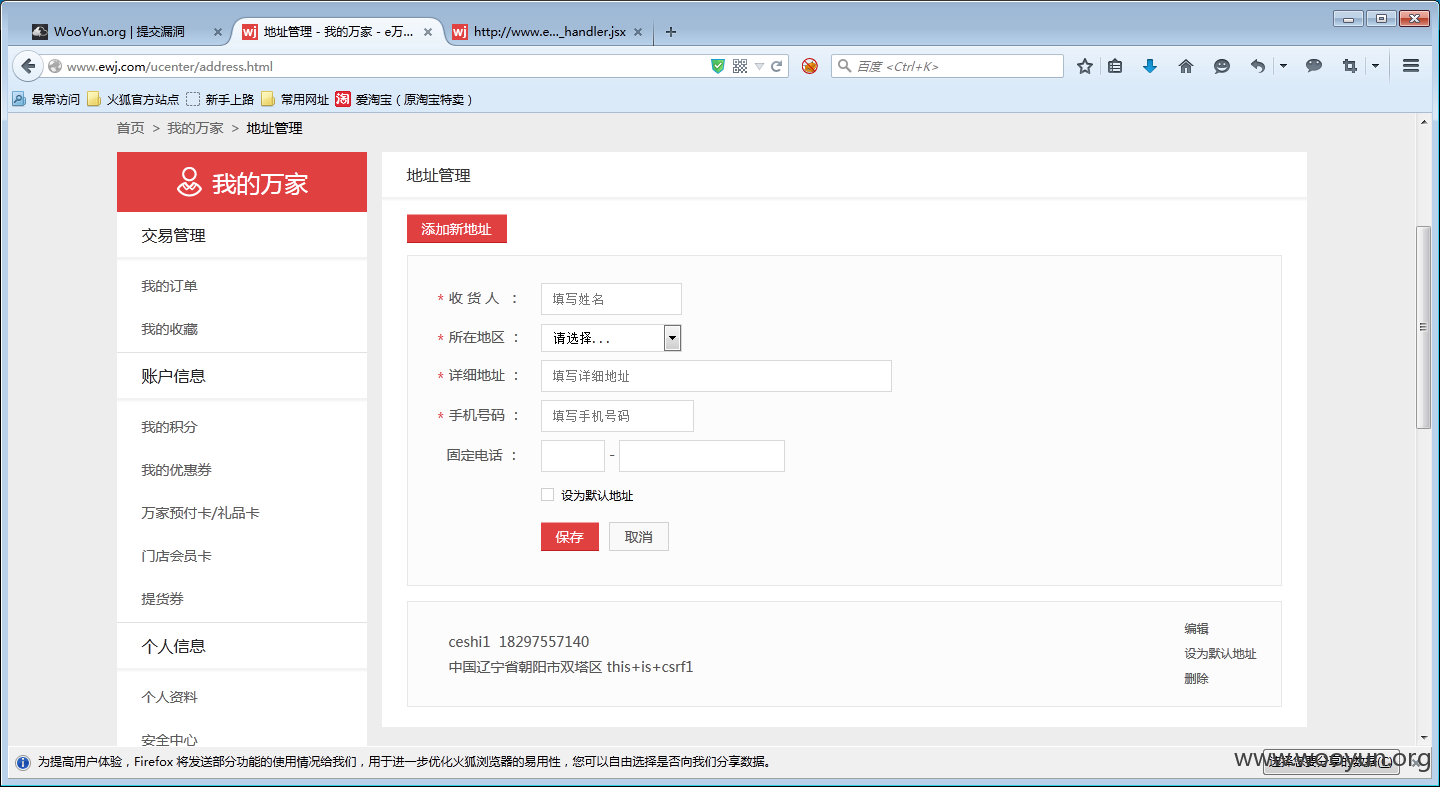 WooYun.org | 提交漏洞
地址管理 - 我的万家 - e万...
http://www.e..._handler.jsx
www.ewj.com/ucenter/address.html
百度 <Ctrl+K>
最常访问 火狐官方站点 新手上路 常用网址 淘 爱淘宝（原淘宝特卖）
首页 > 我的万家 > 地址管理
我的万家
交易管理
我的订单
我的收藏
账户信息
我的积分
我的优惠券
万家预付卡/礼品卡
门店会员卡
提货券
个人信息
个人资料
安全中心
地址管理
添加新地址
* 收 货 人 ： 填写姓名
* 所在地区 ： 请选择...
* 详细地址 ： 填写详细地址
* 手机号码 ： 填写手机号码
固定电话 ： -
设为默认地址
保存 取消
ceshi1 18297557140
中国辽宁省朝阳市双塔区 this+is+csrf1
编辑
设为默认地址
删除
为提高用户体验，Firefox 将发送部分功能的使用情况给我们，用于进一步优化火狐浏览器的易用性，您可以自由选择是否向我们分享数据。
选择您要分享的数据(C)
www.wooyun.org